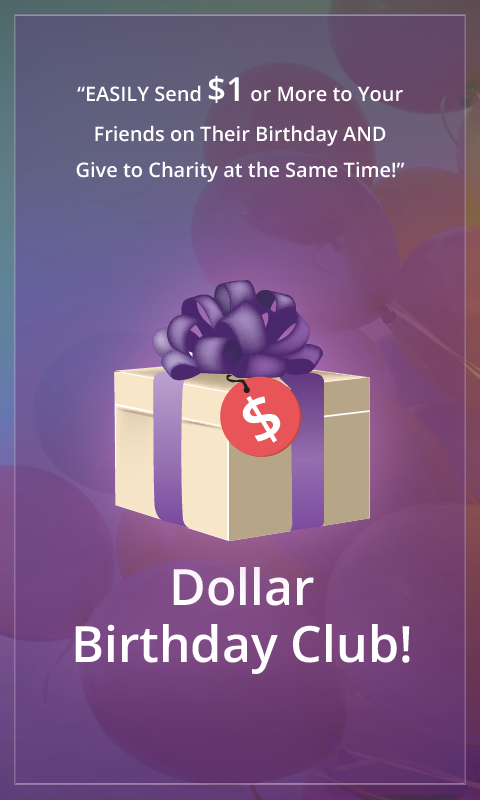 “EASILY Send $1 or More to Your
Friends on Their Birthday AND
Give to Charity at the Same Time!”
$
Dollar
Birthday Club!